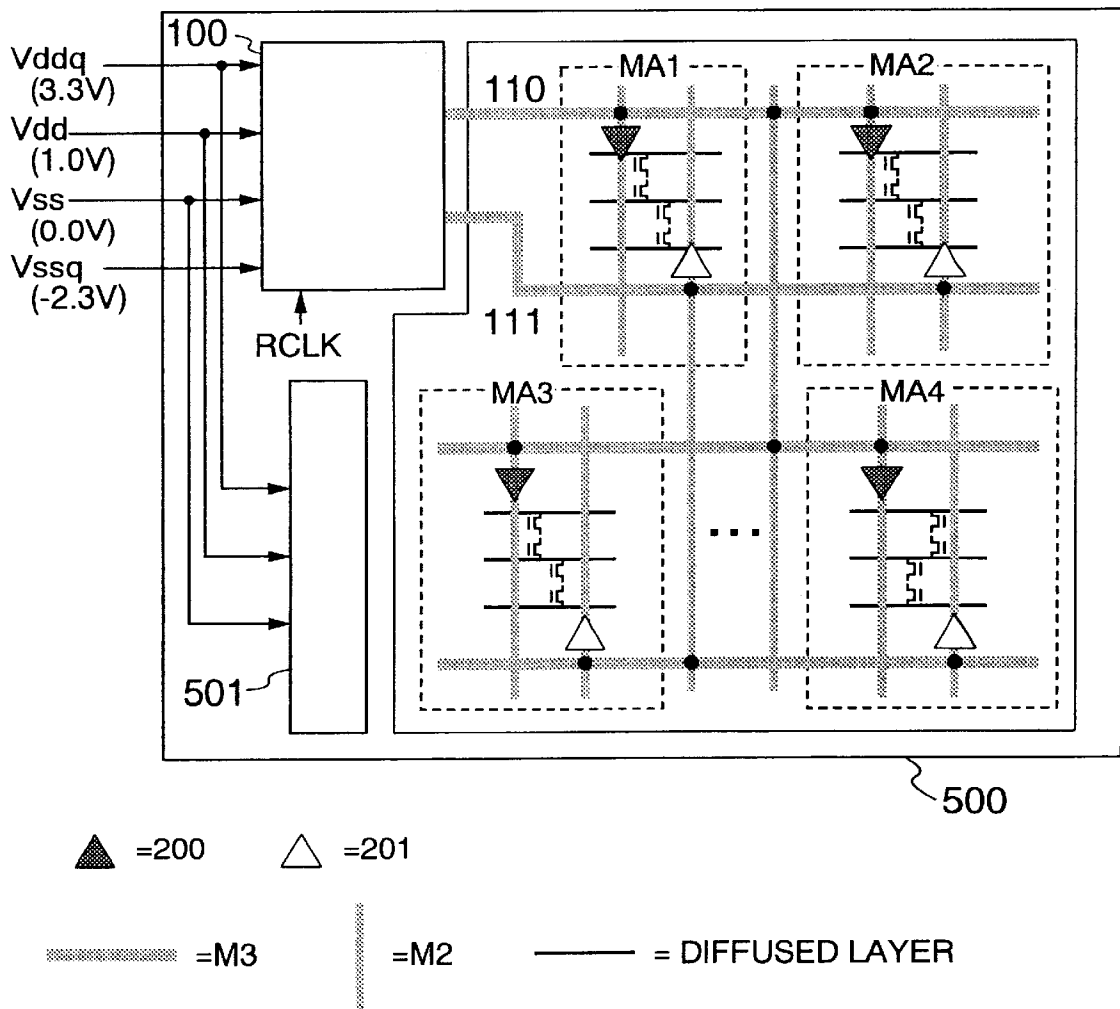 100
Vddq
(3.3V)
Vdd
(1.0V)
Vss
(0.0V)
Vssq
(-2.3V)
RCLK
110
111
MA1
MA2
MA3
MA4
...
501
500
=200
=201
=M3
=M2
= DIFFUSED LAYER